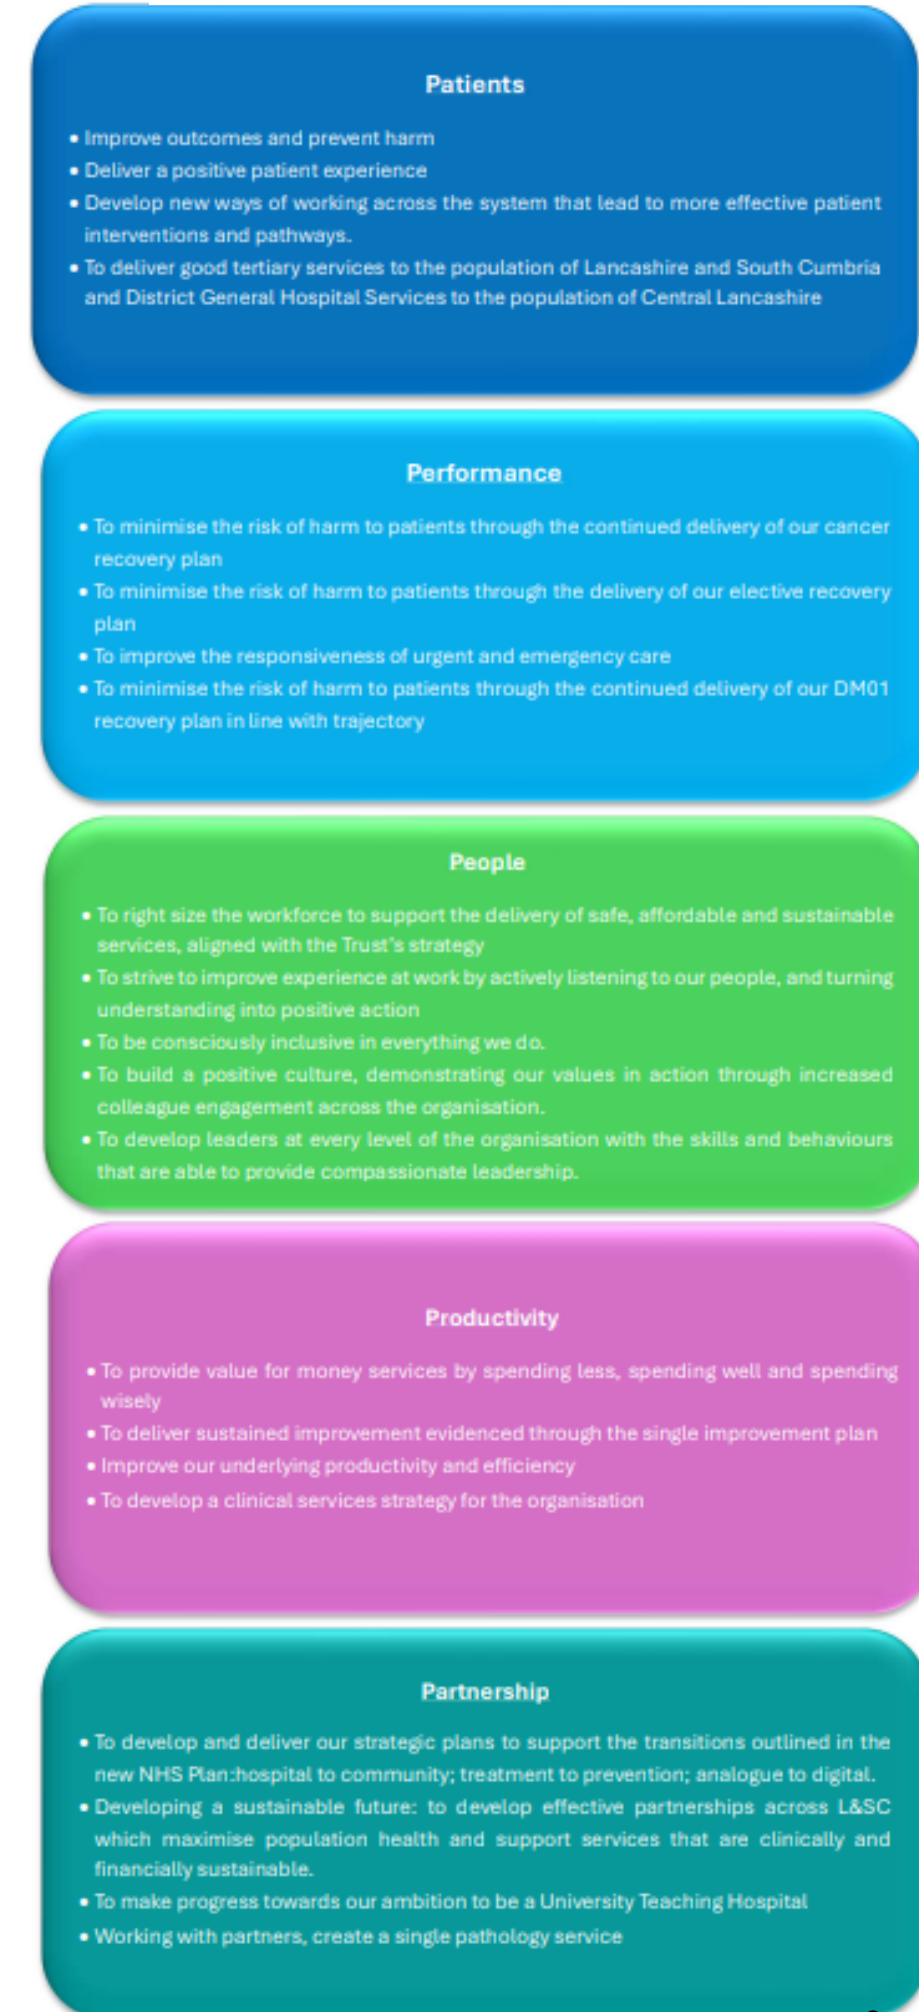 Patients
• Improve outcomes and prevent harm
• Deliver a positive patient experience
• Develop new ways of working across the system that lead to more effective patient
interventions and pathways.
• To deliver good tertiary services to the population of Lancashire and South Cumbria
and District General Hospital Services to the population of Central Lancashire
Performance
• To minimise the risk of harm to patients through the continued delivery of our cancer
recovery plan
• To minimise the risk of harm to patients through the delivery of our elective recovery
plan
• To improve the responsiveness of urgent and emergency care
• To minimise the risk of harm to patients through the continued delivery of our DM01
recovery plan in line with trajectory
People
• To right size the workforce to support the delivery of safe, affordable and sustainable
services, aligned with the Trust's strategy
• To strive to improve experience at work by actively listening to our people, and turning
understanding into positive action
• To be consciously inclusive in everything we do.
• To build a positive culture, demonstrating our values in action through increased
colleague engagement across the organisation.
• To develop leaders at every level of the organisation with the skills and behaviours
that are able to provide compassionate leadership.
Productivity
• To provide value for money services by spending less, spending well and spending
wisely
• To deliver sustained improvement evidenced through the single improvement plan
• Improve our underlying productivity and efficiency
• To develop a clinical services strategy for the organisation
Partnership
• To develop and deliver our strategic plans to support the transitions outlined in the
new NHS Plan:hospital to community; treatment to prevention; analogue to digital.
• Developing a sustainable future: to develop effective partnerships across L&SC
which maximise population health and support services that are clinically and
financially sustainable.
• To make progress towards our ambition to be a University Teaching Hospital
• Working with partners, create a single pathology service